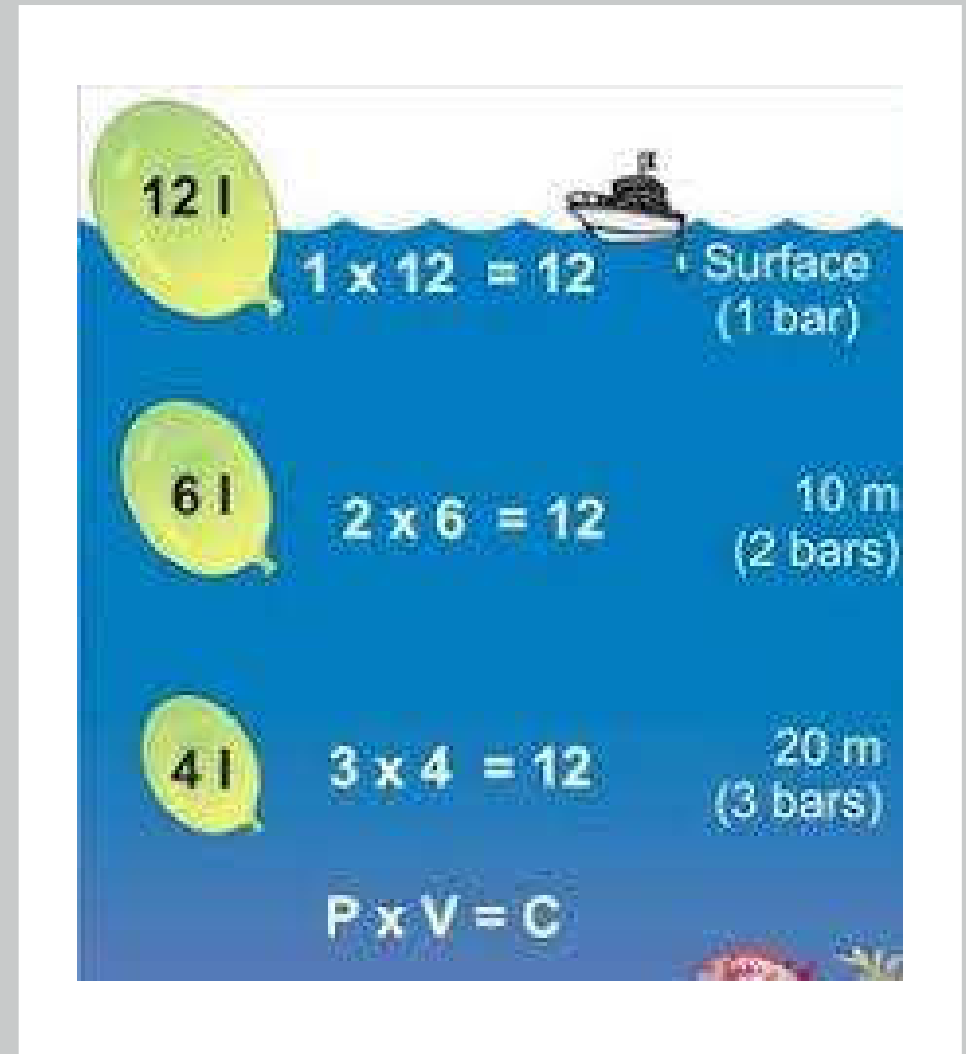 12 l
1 x 12 = 12
Surface
(1 bar)
6 l
2 x 6 = 12
10 m
(2 bars)
4 l
3 x 4 = 12
20 m
(3 bars)
P x V = C